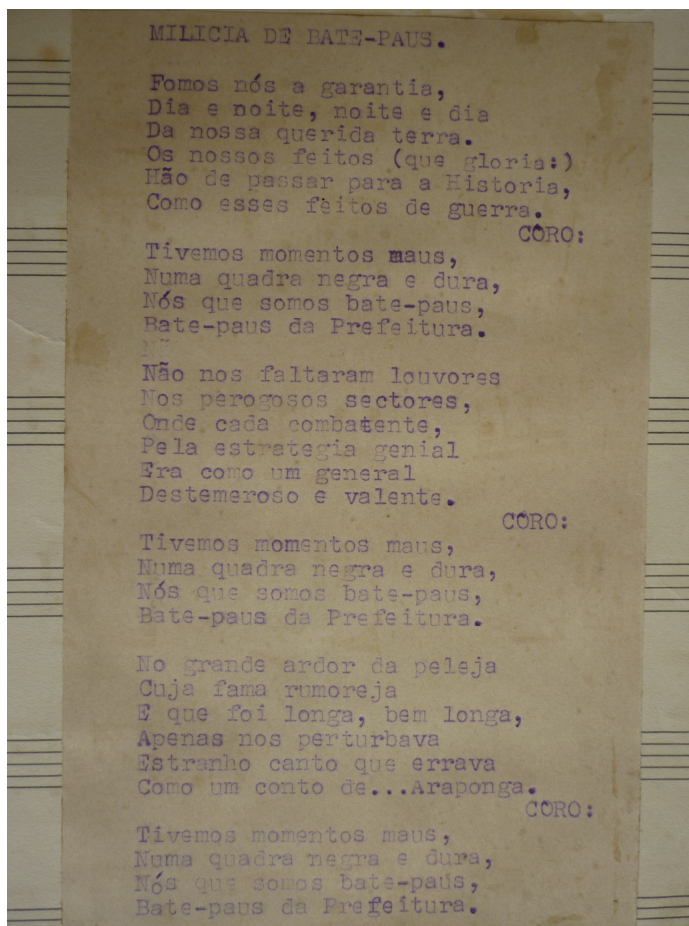 MILICIA DE BATE-PAUS.
Fomos nós a garantia,
Dia e noite, noite e dia
Da nossa querida terra.
Os nossos feitos (que gloria:)
Hão de passar para a Historia,
Como esses feitos de guerra.
CORO:
Tivemos momentos maus,
Numa quadra negra e dura,
Nós que somos bate-paus,
Bate-paus da Prefeitura.
Não nos faltaram louvores
Nos perogosos sectores,
Onde cada combatente,
Pela estrategia genial
Era como um general
Destemeroso e valente.
CORO:
Tivemos momentos maus,
Numa quadra negra e dura,
Nós que somos bate-paus,
Bate-paus da Prefeitura.
No grande ardor da peleja
Cuja fama rumoreja
E que foi longa, bem longa,
Apenas nos perturbava
Estranho canto que errava
Como um conto de...Araponga.
CORO:
Tivemos momentos maus,
Numa quadra negra e dura,
Nós que somos bate-paus,
Bate-paus da Prefeitura.